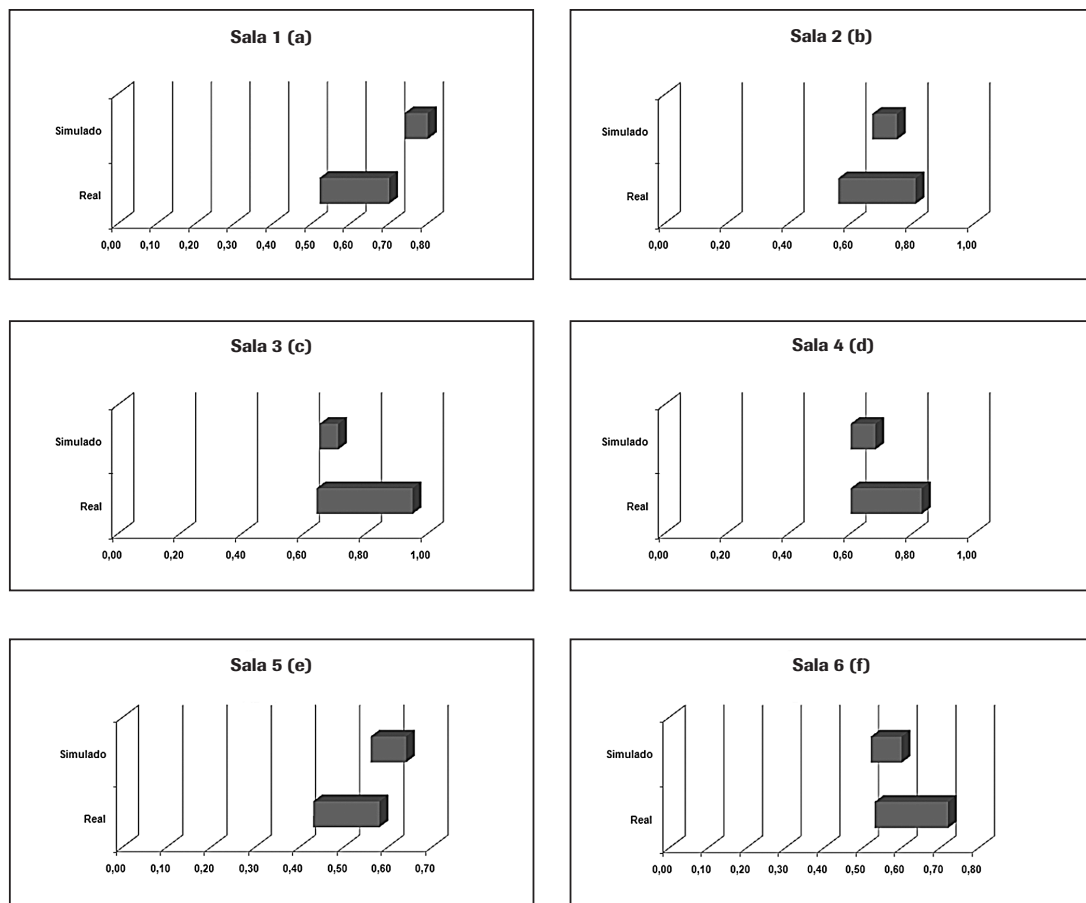 Sala 1 (a)
Simulado
Real
0,00 0,10 0,20 0,30 0,40 0,50 0,60 0,70 0,80
Sala 2 (b)
Simulado
Real
0,00 0,20 0,40 0,60 0,80 1,00
Sala 3 (c)
Simulado
Real
0,00 0,20 0,40 0,60 0,80 1,00
Sala 4 (d)
Simulado
Real
0,00 0,20 0,40 0,60 0,80 1,00
Sala 5 (e)
Simulado
Real
0,00 0,10 0,20 0,30 0,40 0,50 0,60 0,70
Sala 6 (f)
Simulado
Real
0,00 0,10 0,20 0,30 0,40 0,50 0,60 0,70 0,80